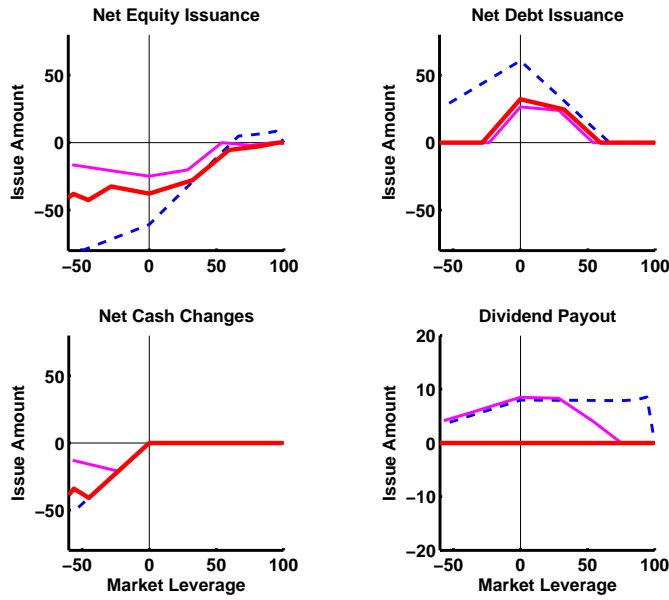 Net Equity Issuance
Issue Amount
50
0
−50
−50 0 50 100
Net Debt Issuance
Issue Amount
50
0
−50
−50 0 50 100
Net Cash Changes
Issue Amount
50
0
−50
−50 0 50 100
Market Leverage
Dividend Payout
Issue Amount
20
10
0
−10
−20
−50 0 50 100
Market Leverage